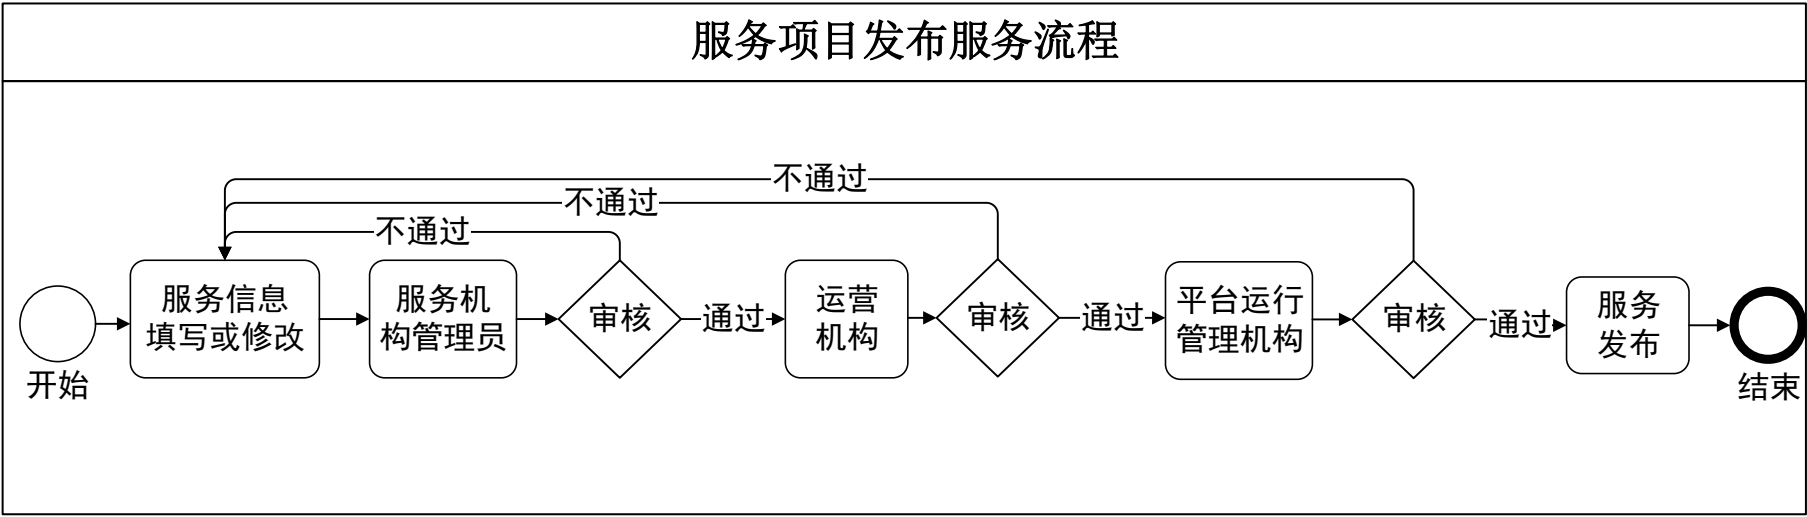 服务项目发布服务流程
不通过
不通过
不通过
开始
服务信息
填写或修改
服务机
构管理员
审核
通过
运营
机构
审核
通过
平台运行
管理机构
审核
通过
服务
发布
结束